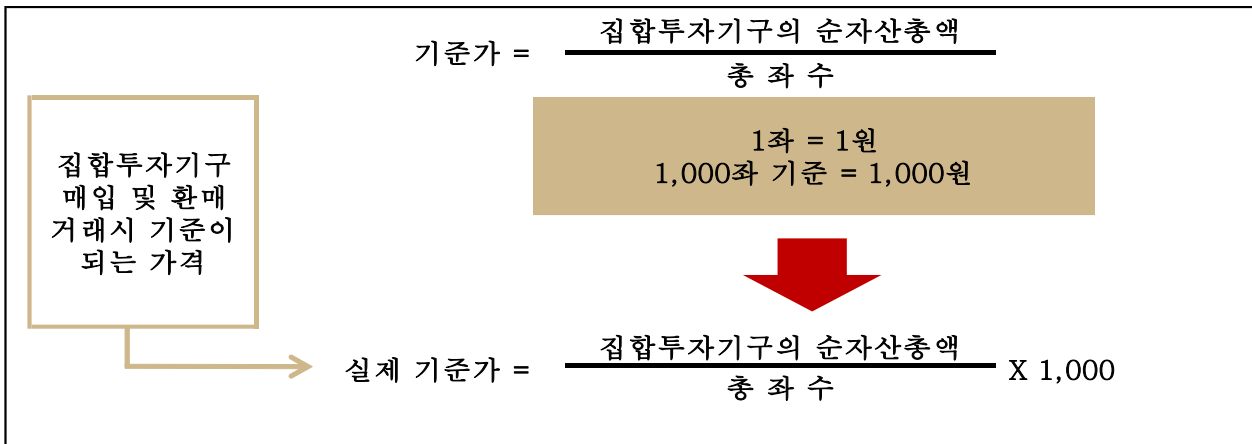 기준가 =
집합투자기구의 순자산총액
총 좌 수
1좌 = 1원
1,000좌 기준 = 1,000원
집합투자기구
매입 및 환매
거래시 기준이
되는 가격
실제 기준가 =
집합투자기구의 순자산총액
총 좌 수
X 1,000